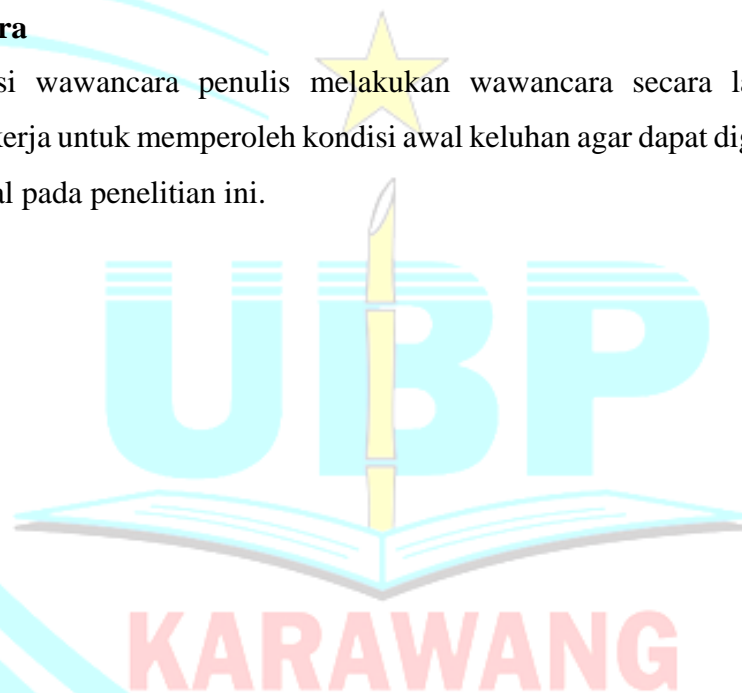 ra
si wawancara penulis melakukan wawancara secara la
kerja untuk memperoleh kondisi awal keluhan agar dapat dig
al pada penelitian ini.
UBP
KARAWANG